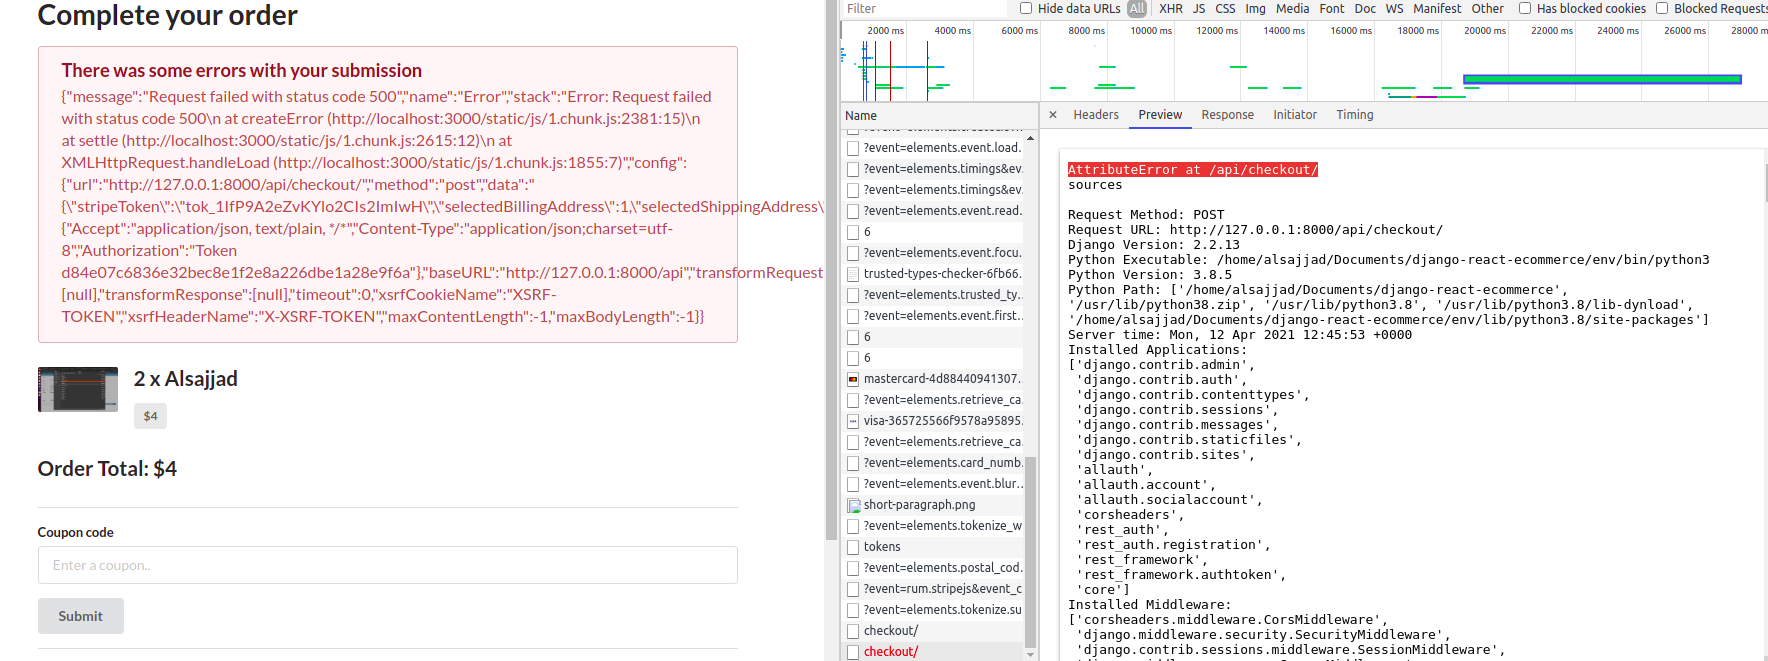 Complete your order
There was some errors with your submission
{"message":"Request failed with status code 500","name":"Error","stack":"Error: Request failed
with status code 500\n at createError (http://localhost:3000/static/js/1.chunk.js:2381:15)\n
at settle (http://localhost:3000/static/js/1.chunk.js:2615:12)\n at
XMLHttpRequest.handleLoad (http://localhost:3000/static/js/1.chunk.js:1855:7)","config":
{"url":"http://127.0.0.1:8000/api/checkout/","method":"post","data":"
{\"stripeToken\":\"tok_1IfP9A2eZvKYlo2CIs2ImIwH\",\"selectedBillingAddress\":1,\"selectedShippingAddress\
{"Accept":"application/json, text/plain, */*","Content-Type":"application/json;charset=utf-
8","Authorization":"Token
d84e07c6836e32bec8e1f2e8a226dbe1a28e9f6a"},"baseURL":"http://127.0.0.1:8000/api","transformRequest
[null],"transformResponse":[null],"timeout":0,"xsrfCookieName":"XSRF-
TOKEN","xsrfHeaderName":"X-XSRF-TOKEN","maxContentLength":-1,"maxBodyLength":-1}}
2 x Alsajjad
$4
Order Total: $4
Coupon code
Enter a coupon..
Submit
Filter
Hide data URLs All XHR JS CSS Img Media Font Doc WS Manifest Other Has blocked cookies Blocked Requests
2000 ms 4000 ms 6000 ms 8000 ms 10000 ms 12000 ms 14000 ms 16000 ms 18000 ms 20000 ms 22000 ms 24000 ms 26000 ms 28000 m
Name
?event=elements.event.load.
?event=elements.timings&ev.
?event=elements.timings&ev.
?event=elements.event.read.
6
?event=elements.event.focu.
trusted-types-checker-6fb66.
?event=elements.trusted_ty..
?event=elements.event.first..
6
6
mastercard-4d88440941307..
?event=elements.retrieve_ca.
visa-365725566f9578a95895.
?event=elements.retrieve_ca.
?event=elements.card_numb.
?event=elements.event.blur..
short-paragraph.png
?event=elements.tokenize_w
tokens
?event=elements.postal_cod.
?event=rum.stripejs&event_c
?event=elements.tokenize.su
checkout/
checkout/
× Headers Preview Response Initiator Timing
AttributeError at /api/checkout/
sources
Request Method: POST
Request URL: http://127.0.0.1:8000/api/checkout/
Django Version: 2.2.13
Python Executable: /home/alsajjad/Documents/django-react-ecommerce/env/bin/python3
Python Version: 3.8.5
Python Path: ['/home/alsajjad/Documents/django-react-ecommerce',
'/usr/lib/python38.zip', '/usr/lib/python3.8', '/usr/lib/python3.8/lib-dynload',
'/home/alsajjad/Documents/django-react-ecommerce/env/lib/python3.8/site-packages']
Server time: Mon, 12 Apr 2021 12:45:53 +0000
Installed Applications:
['django.contrib.admin',
'django.contrib.auth',
'django.contrib.contenttypes',
'django.contrib.sessions',
'django.contrib.messages',
'django.contrib.staticfiles',
'django.contrib.sites',
'allauth',
'allauth.account',
'allauth.socialaccount',
'corsheaders',
'rest_auth',
'rest_auth.registration',
'rest_framework',
'rest_framework.authtoken',
'core']
Installed Middleware:
['corsheaders.middleware.CorsMiddleware',
'django.middleware.security.SecurityMiddleware',
'django.contrib.sessions.middleware.SessionMiddleware',